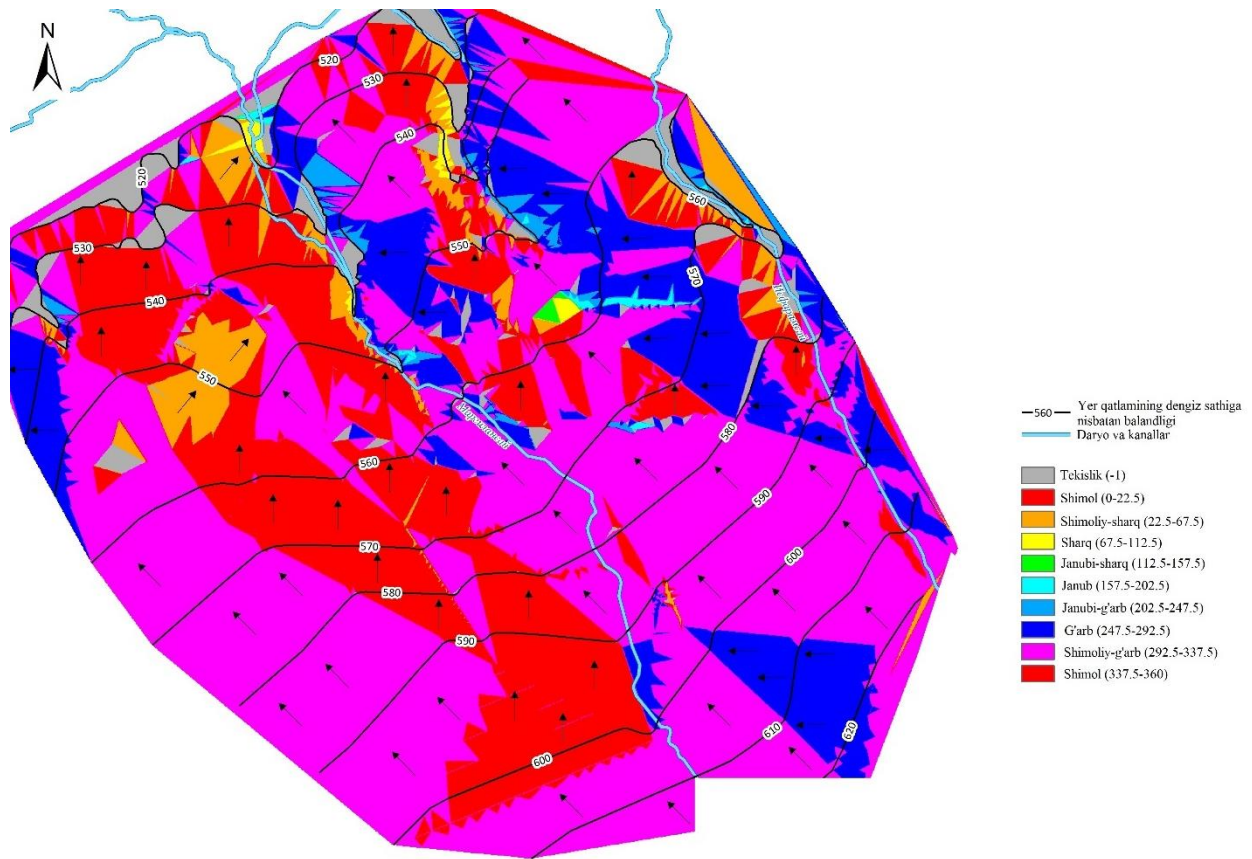 N
520
530
540
520
560
530
550
570
540
550
560
580
590
570
600
580
590
610
620
600
Марғизансой
560 Yer qatlamining dengiz sathiga
nisbatan balandligi
Daryo va kanallar
Tekislik (-1)
Shimol (0-22.5)
Shimoliy-sharq (22.5-67.5)
Sharq (67.5-112.5)
Janubi-sharq (112.5-157.5)
Janub (157.5-202.5)
Janubi-g'arb (202.5-247.5)
G'arb (247.5-292.5)
Shimoliy-g'arb (292.5-337.5)
Shimol (337.5-360)